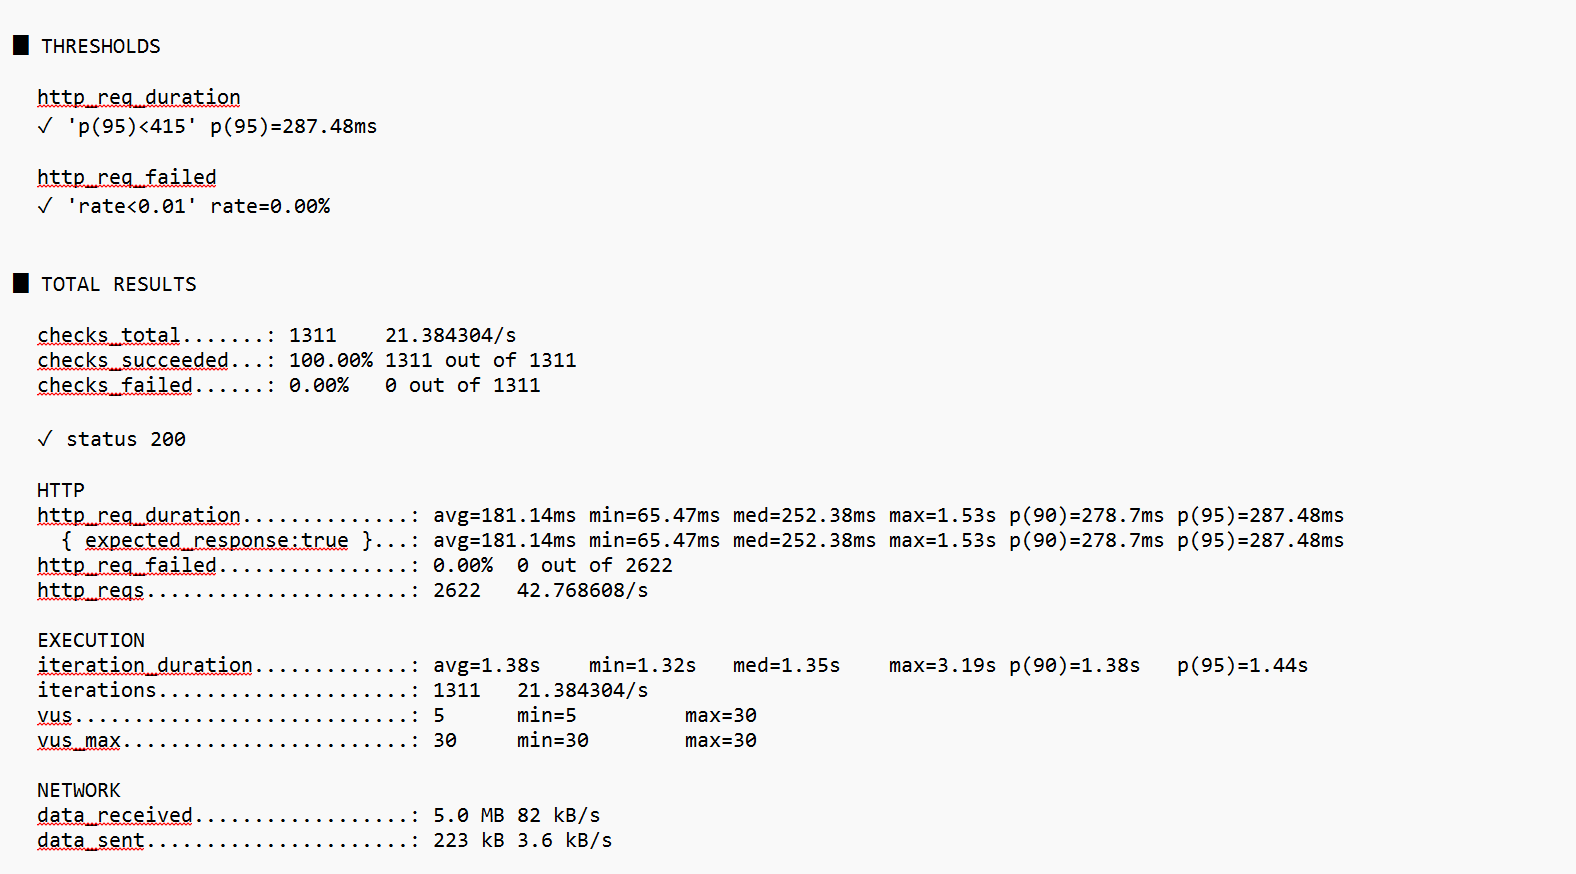 █ THRESHOLDS
http_req_duration
✓ 'p(95)<415' p(95)=287.48ms
http_req_failed
✓ 'rate<0.01' rate=0.00%
█ TOTAL RESULTS
checks_total.......: 1311    21.384304/s
checks_succeeded...: 100.00% 1311 out of 1311
checks_failed......: 0.00%   0 out of 1311
✓ status 200
HTTP
http_req_duration..............: avg=181.14ms min=65.47ms med=252.38ms max=1.53s p(90)=278.7ms p(95)=287.48ms
{ expected_response:true }...: avg=181.14ms min=65.47ms med=252.38ms max=1.53s p(90)=278.7ms p(95)=287.48ms
http_req_failed................: 0.00%  0 out of 2622
http_reqs......................: 2622   42.768608/s
EXECUTION
iteration_duration.............: avg=1.38s    min=1.32s   med=1.35s    max=3.19s p(90)=1.38s   p(95)=1.44s
iterations.....................: 1311   21.384304/s
vus............................: 5      min=5         max=30
vus_max........................: 30     min=30        max=30
NETWORK
data_received..................: 5.0 MB 82 kB/s
data_sent......................: 223 kB 3.6 kB/s